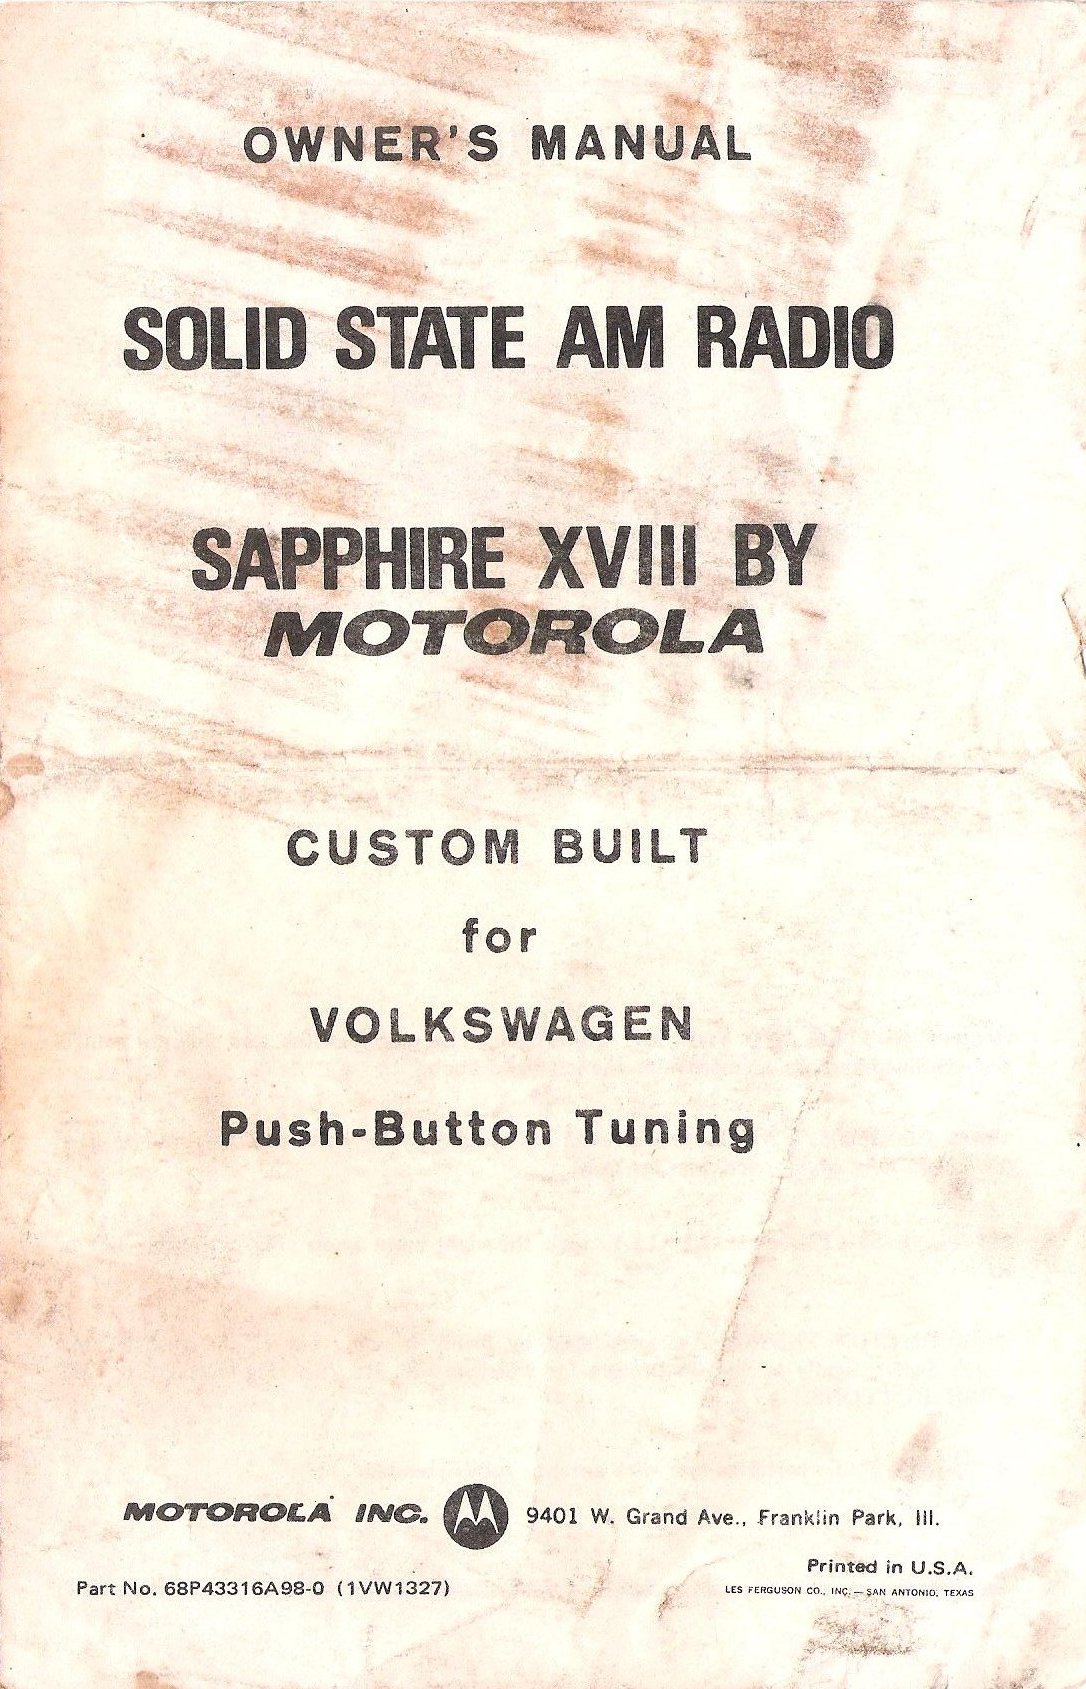 OWNER'S MANUAL
SOLID STATE AM RADIO
SAPPHIRE XVIII BY
MOTOROLA
CUSTOM BUILT
for
VOLKSWAGEN
Push-Button Tuning
MOTOROLA INC. 9401 W. Grand Ave., Franklin Park, Ill.
Printed in U.S.A.
Part No. 68P43316A98-0 (1VW1327)
LES FERGUSON CO., INC. — SAN ANTONIO, TEXAS